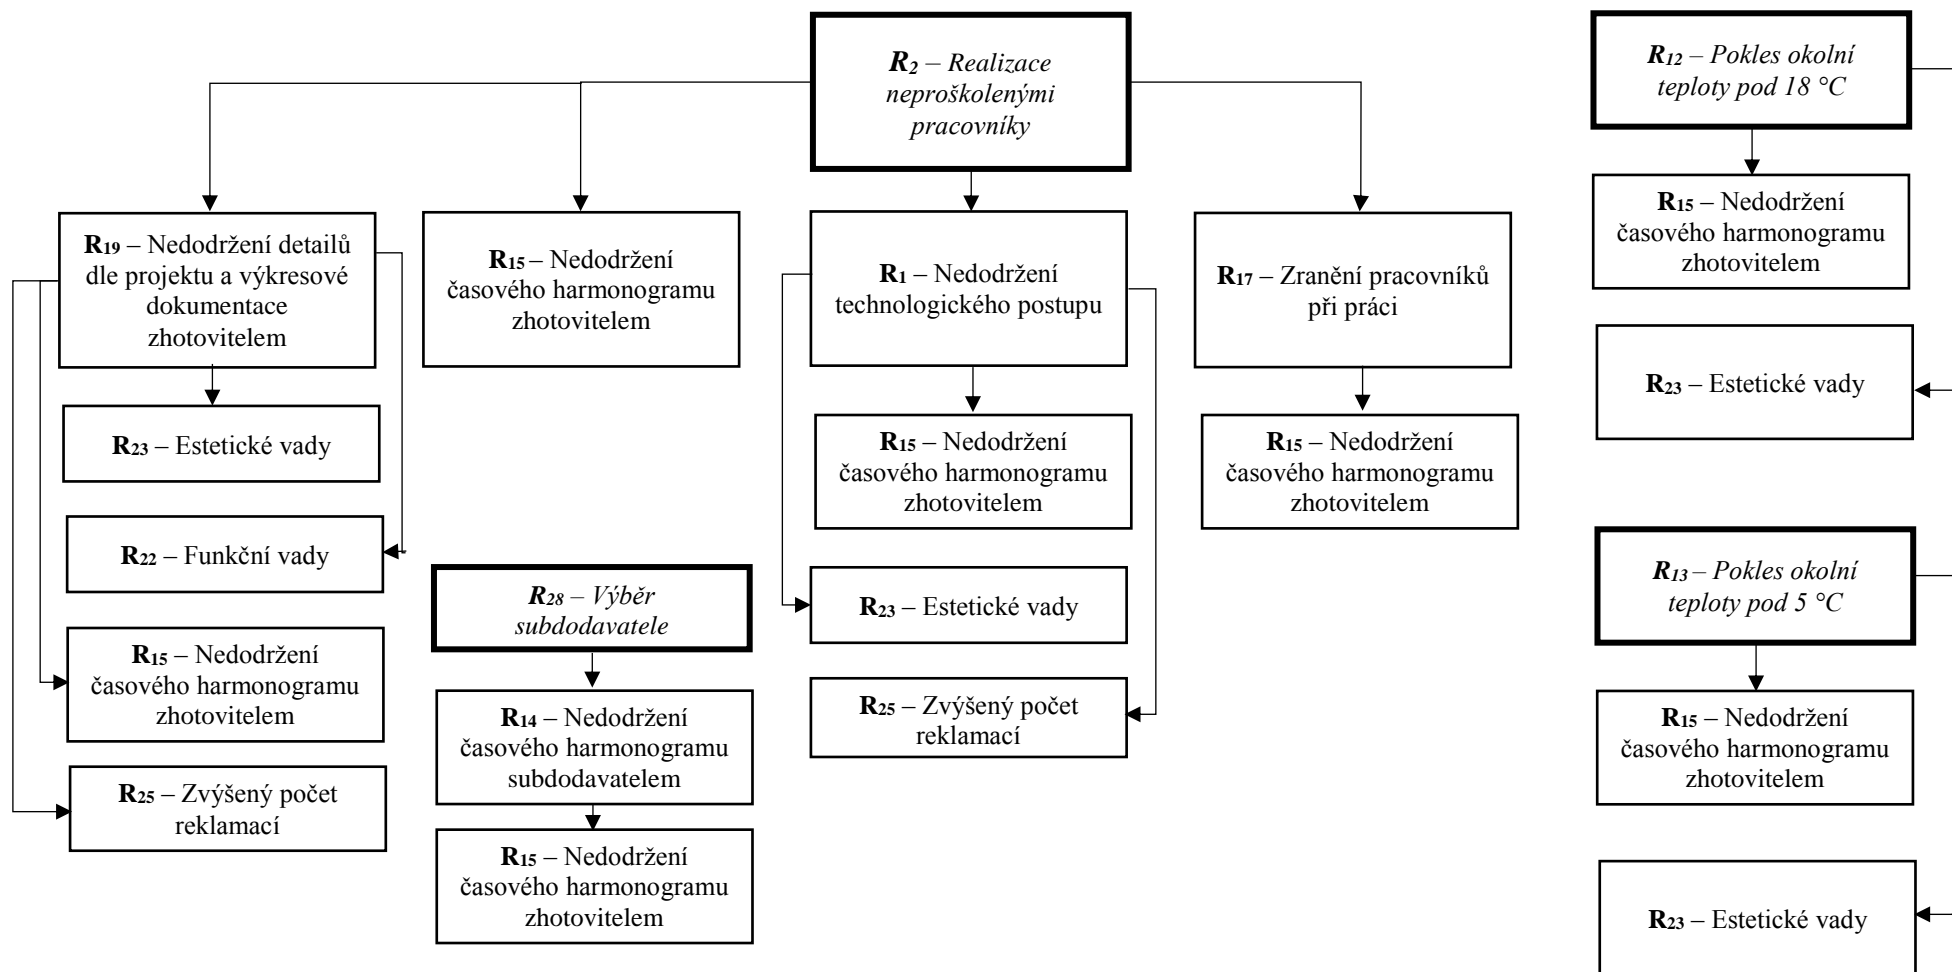 R2 – Realizace
neproškolenými
pracovníky
R19 – Nedodržení detailů
dle projektu a výkresové
dokumentace
zhotovitelem
R15 – Nedodržení
časového harmonogramu
zhotovitelem
R1 – Nedodržení
technologického postupu
R17 – Zranění pracovníků
při práci
R23 – Estetické vady
R22 – Funkční vady
R15 – Nedodržení
časového harmonogramu
zhotovitelem
R25 – Zvýšený počet
reklamací
R15 – Nedodržení
časového harmonogramu
zhotovitelem
R23 – Estetické vady
R25 – Zvýšený počet
reklamací
R15 – Nedodržení
časového harmonogramu
zhotovitelem
R28 – Výběr
subdodavatele
R14 – Nedodržení
časového harmonogramu
subdodavatelem
R15 – Nedodržení
časového harmonogramu
zhotovitelem
R12 – Pokles okolní
teploty pod 18 °C
R15 – Nedodržení
časového harmonogramu
zhotovitelem
R23 – Estetické vady
R13 – Pokles okolní
teploty pod 5 °C
R15 – Nedodržení
časového harmonogramu
zhotovitelem
R23 – Estetické vady